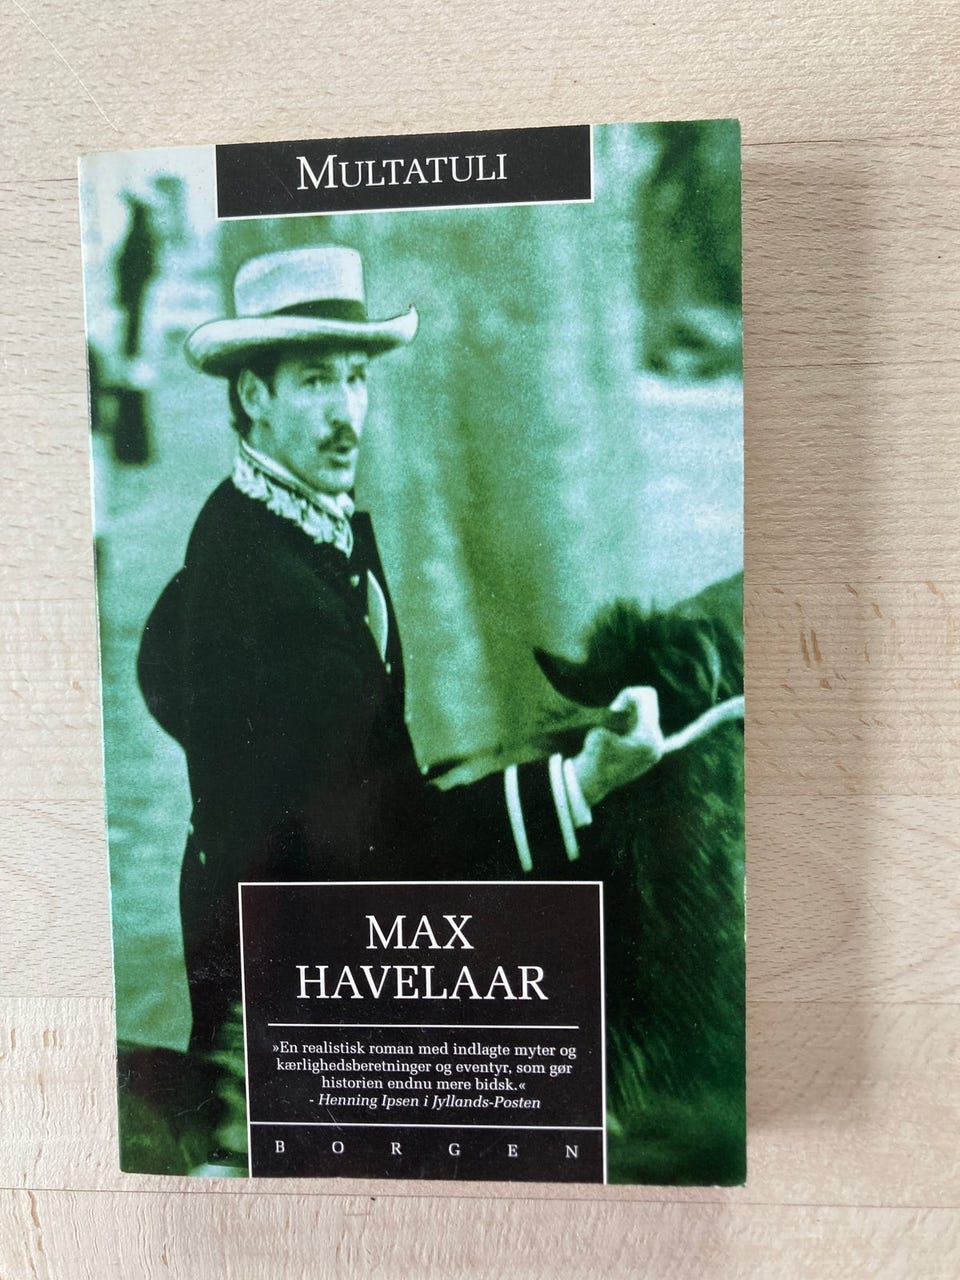 MULTATULI
MAX
HAVELAAR
»En realistisk roman med indlagte myter og
kærlighedsberetninger og eventyr, som gør
historien endnu mere bidsk.«
- Henning Ipsen i Jyllands-Posten
BORGEN